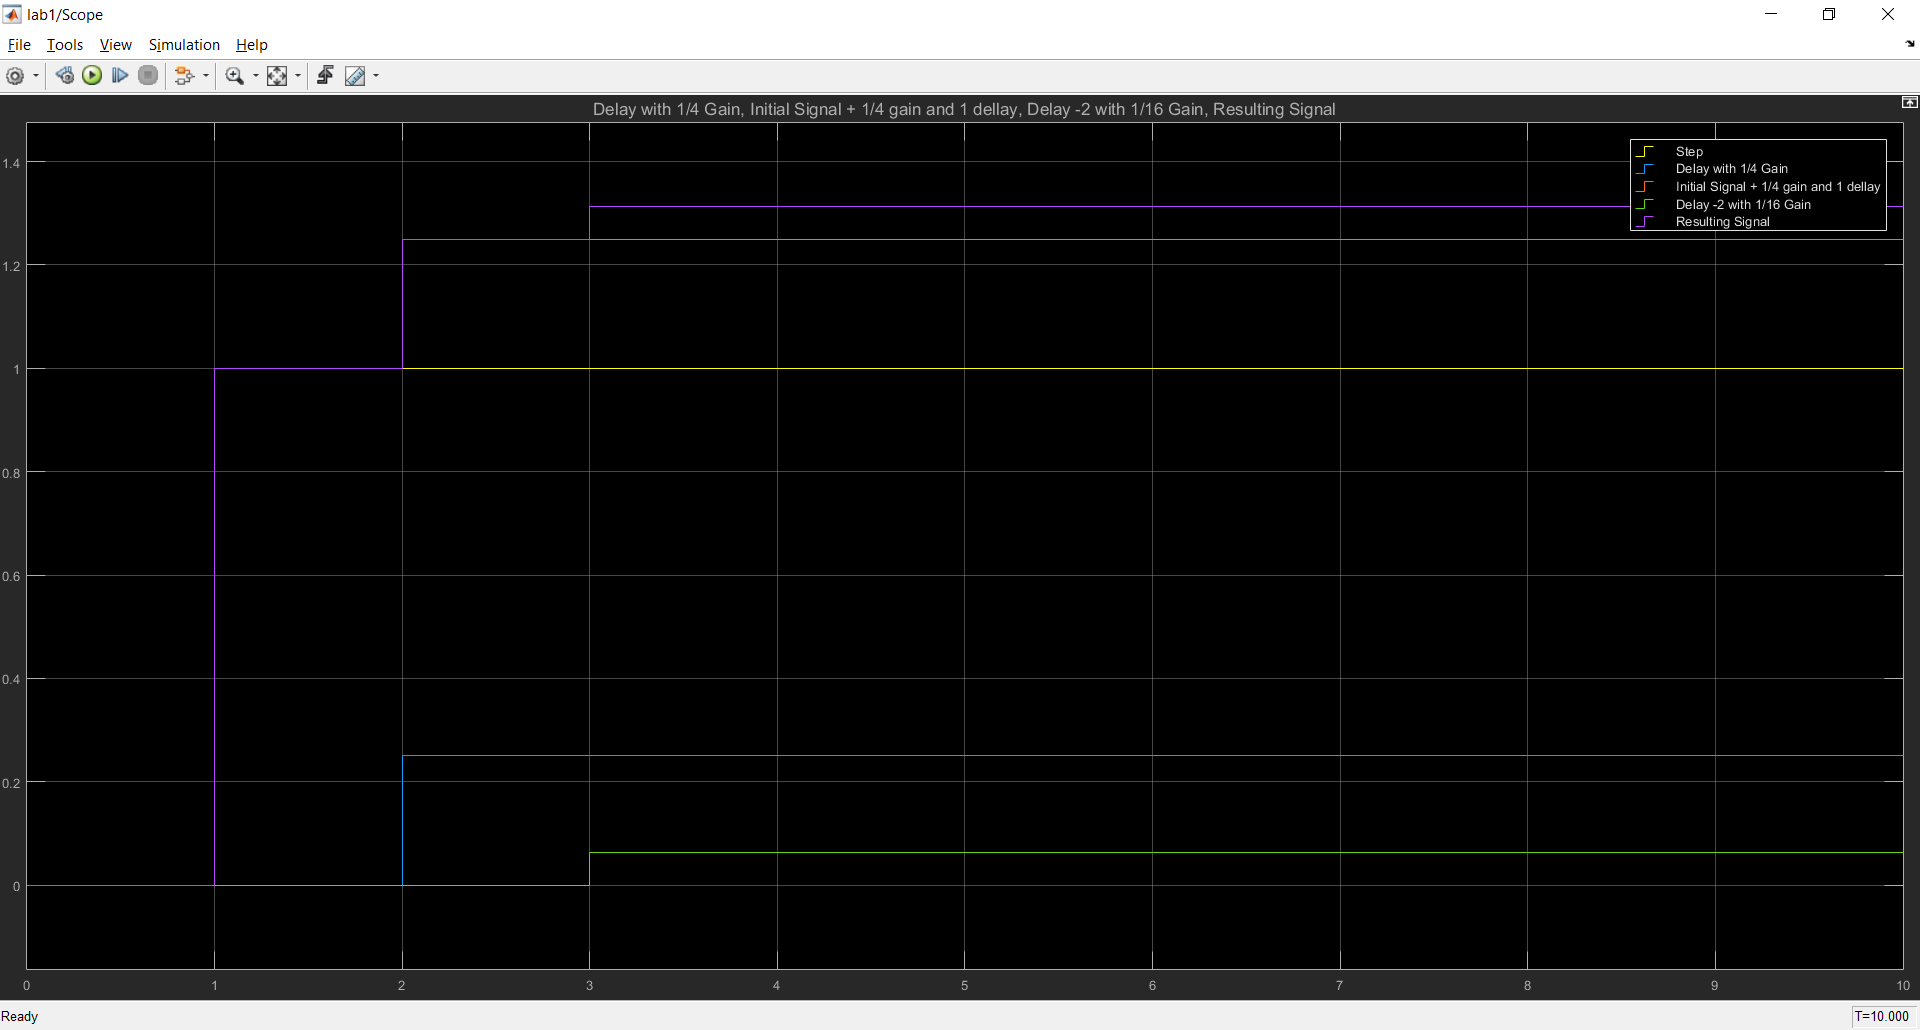 lab1/Scope
File Tools View Simulation Help
Delay with 1/4 Gain, Initial Signal + 1/4 gain and 1 dellay, Delay -2 with 1/16 Gain, Resulting Signal
Step
Delay with 1/4 Gain
Initial Signal + 1/4 gain and 1 dellay
Delay -2 with 1/16 Gain
Resulting Signal
1.4
1.2
1
0.8
0.6
0.4
0.2
0
0 1 2 3 4 5 6 7 8 9 10
Ready T=10.000